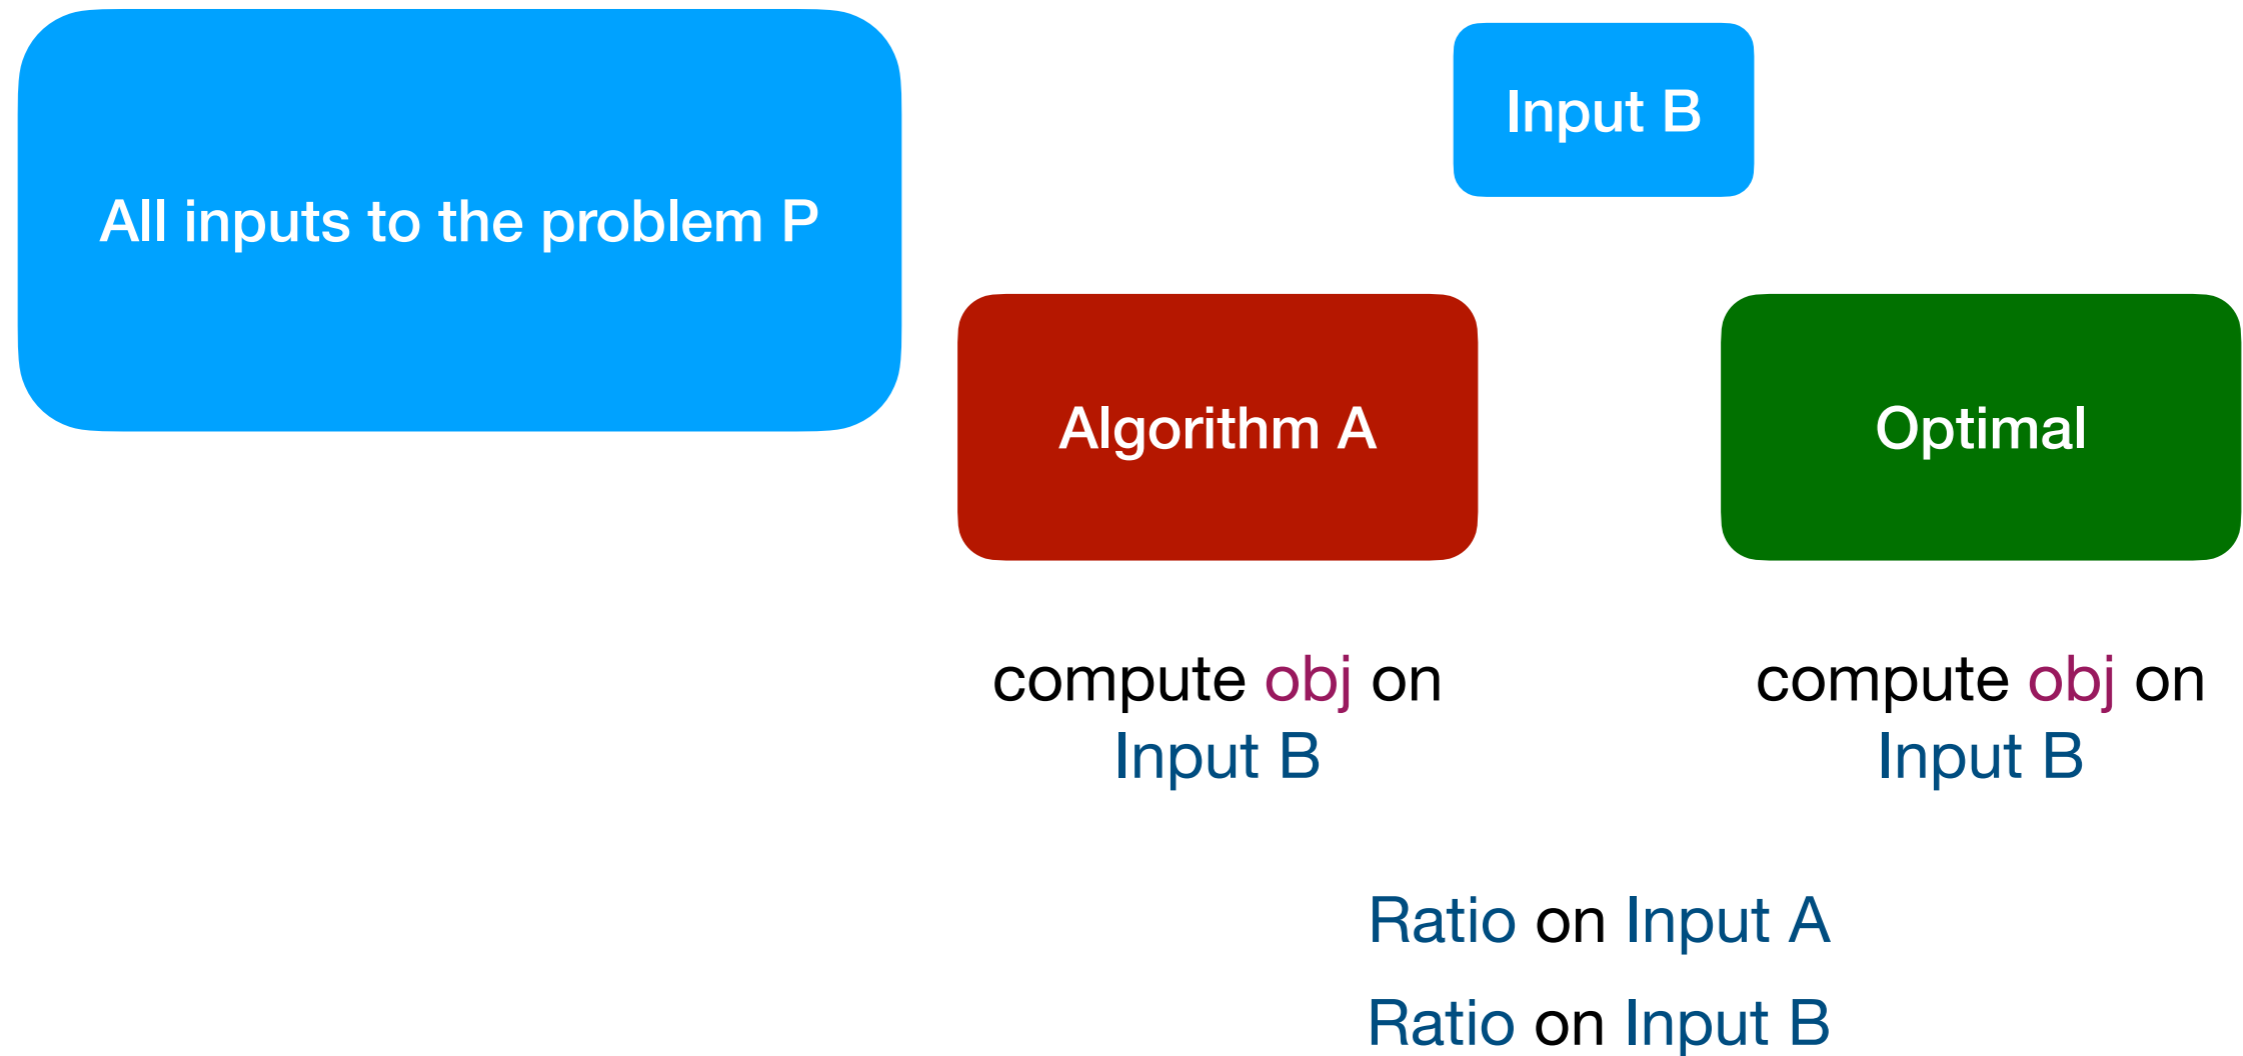 All inputs to the problem P
Input B
Algorithm A
Optimal
compute obj on
Input B
compute obj on
Input B
Ratio on Input A
Ratio on Input B